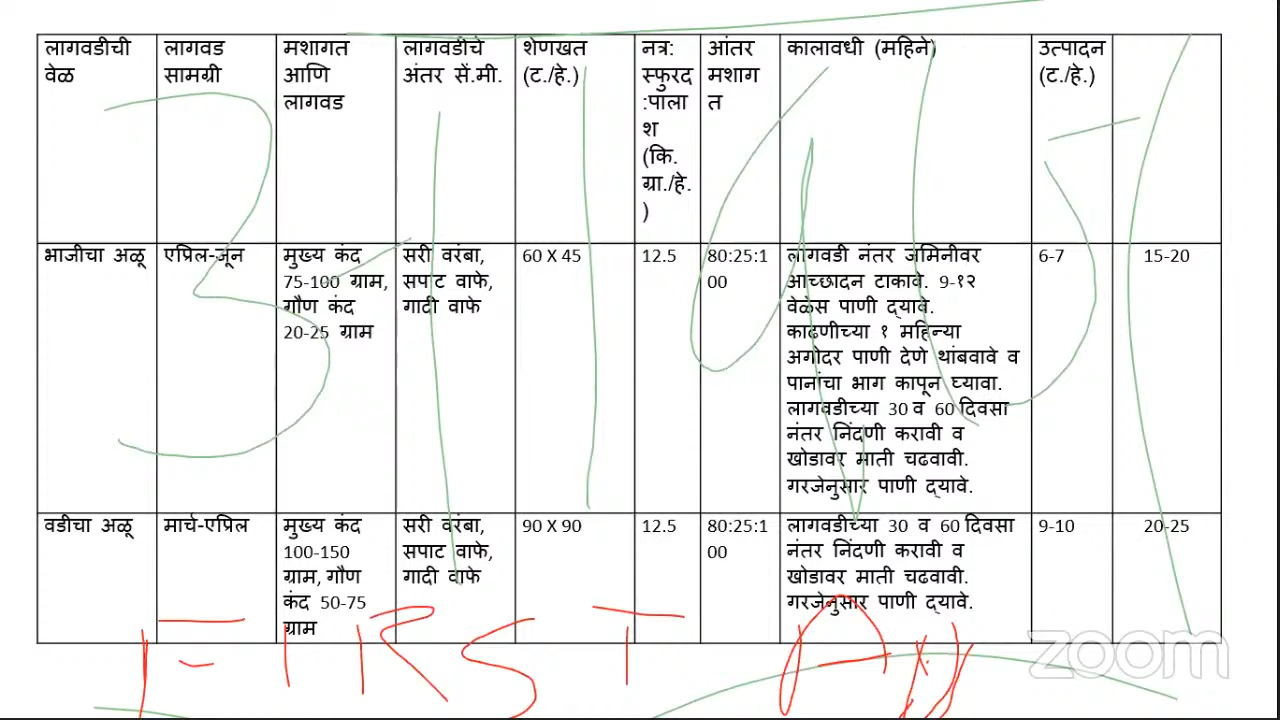 लागवडीची वेळ
लागवड सामग्री
मशागत आणि लागवड
लागवडीचे अंतर सें.मी.
शेणखत (ट./हे.)
नत्र: स्फुरद :पालाश (कि. ग्रा./हे.)
आंतर मशागत
कालावधी (महिने)
उत्पादन (ट./हे.)
भाजीचा अळू
एप्रिल-जून
मुख्य कंद
75-100 ग्राम,
गौण कंद
20-25 ग्राम
सरी वरंबा,
सपाट वाफे,
गादी वाफे
60 X 45
12.5
80:25:100
लागवडी नंतर जमिनीवर
आच्छादन टाकावे. 9-१२
वेळेस पाणी द्यावे.
काढणीच्या १ महिन्या
अगोदर पाणी देणे थांबवावे व
पानांचा भाग कापून घ्यावा.
लागवडीच्या 30 व 60 दिवसा
नंतर निंदणी करावी व
खोडावर माती चढवावी.
गरजेनुसार पाणी द्यावे.
6-7
15-20
वडीचा अळू
मार्च-एप्रिल
मुख्य कंद
100-150
ग्राम, गौण
कंद 50-75
ग्राम
सरी वरंबा,
सपाट वाफे,
गादी वाफे
90 X 90
12.5
80:25:100
लागवडीच्या 30 व 60 दिवसा
नंतर निंदणी करावी व
खोडावर माती चढवावी.
गरजेनुसार पाणी द्यावे.
9-10
20-25
FIRST
zoom